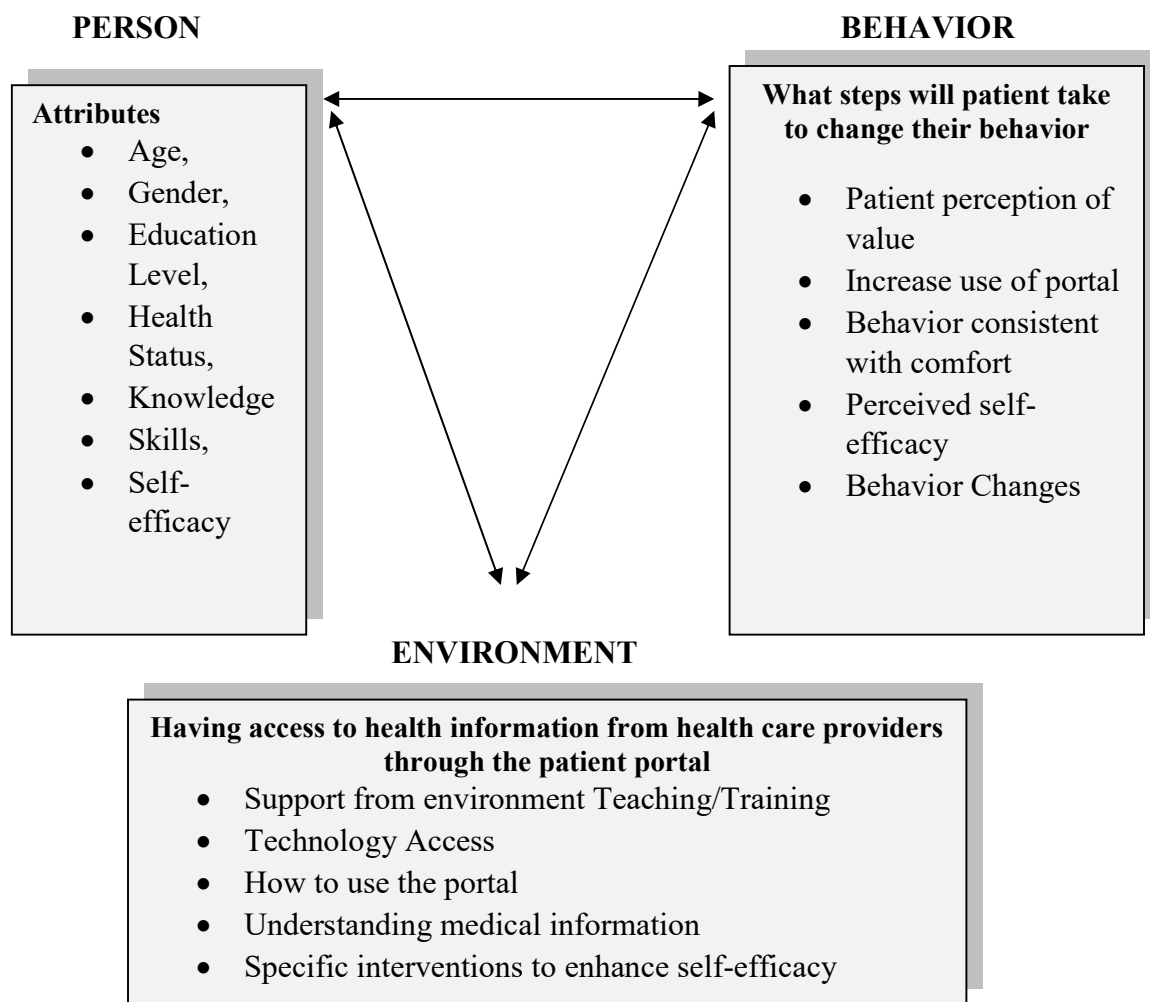 PERSON
Attributes
• Age,
• Gender,
• Education
Level,
• Health
Status,
• Knowledge
• Skills,
• Self-
efficacy
BEHAVIOR
What steps will patient take
to change their behavior
• Patient perception of
value
• Increase use of portal
• Behavior consistent
with comfort
• Perceived self-
efficacy
• Behavior Changes
ENVIRONMENT
Having access to health information from health care providers
through the patient portal
• Support from environment Teaching/Training
• Technology Access
• How to use the portal
• Understanding medical information
• Specific interventions to enhance self-efficacy